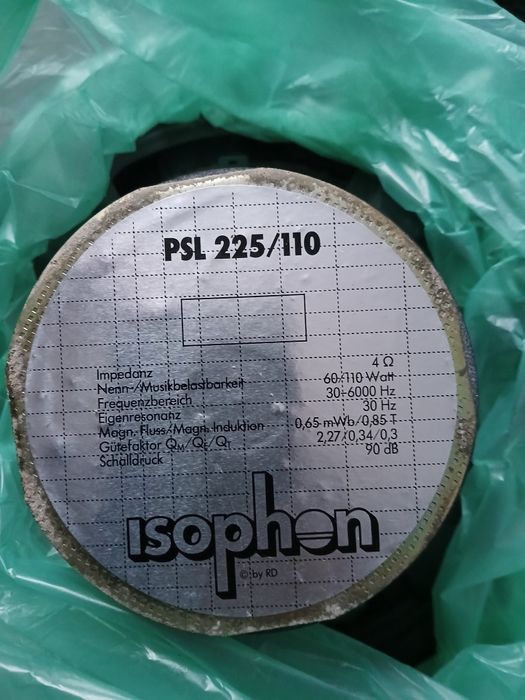 PSL 225/110
Impedanz 4 Ω
Nenn-/Musikbelastbarkeit 60/110 Watt
Frequenzbereich 30-6000 Hz
Eigenresonanz 30 Hz
Magn. Fluss/Magn. Induktion 0,65 mWb/0,85 T
Gütefaktor QM/QE/QT 2,27/0,34/0,3
Schalldruck 90 dB
ISOPHON
© by RD